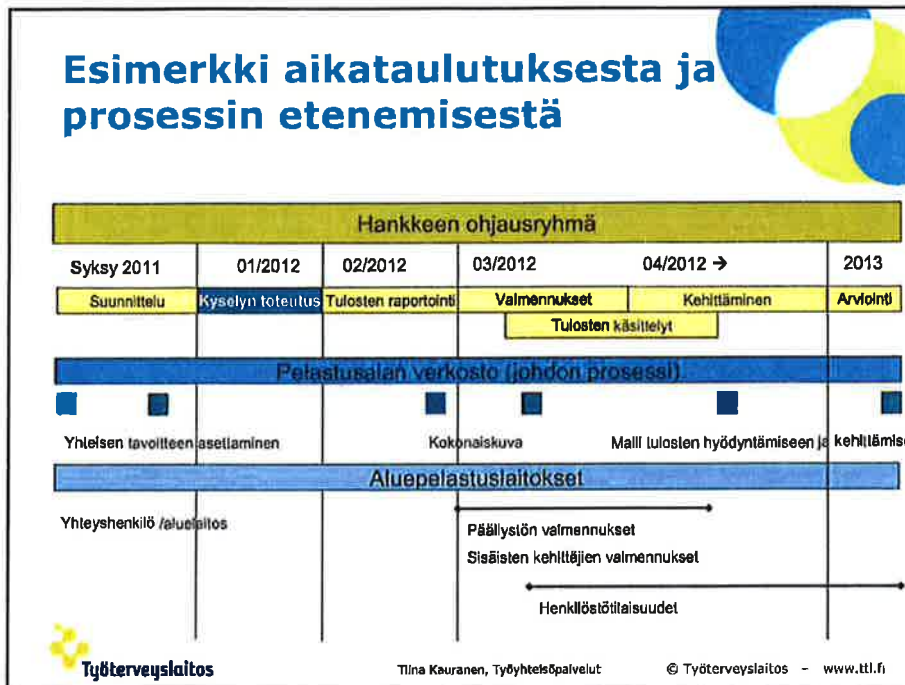 Esimerkki aikataulutuksesta ja
prosessin etenemisestä
Hankkeen ohjausryhmä
Syksy 2011 01/2012 02/2012 03/2012 04/2012 → 2013
Suunnittelu Kyselyn toteutus Tulosten raportointi Valmennukset Kehittäminen Arviointi
Tulosten käsittelyt
Pelastusalan verkosto (johdon prosessi)
Yhteisen tavoitteen asettaminen Kokonaiskuva Malli tulosten hyödyntämiseen ja kehittämise
Aluepelastuslaitokset
Yhteyshenkilö /aluelaitos
Päällystön valmennukset
Sisäisten kehittäjien valmennukset
Henkilöstötilaisuudet
Työterveyslaitos Tiina Kauranen, Työyhteisöpalvelut © Työterveyslaitos - www.ttl.fi